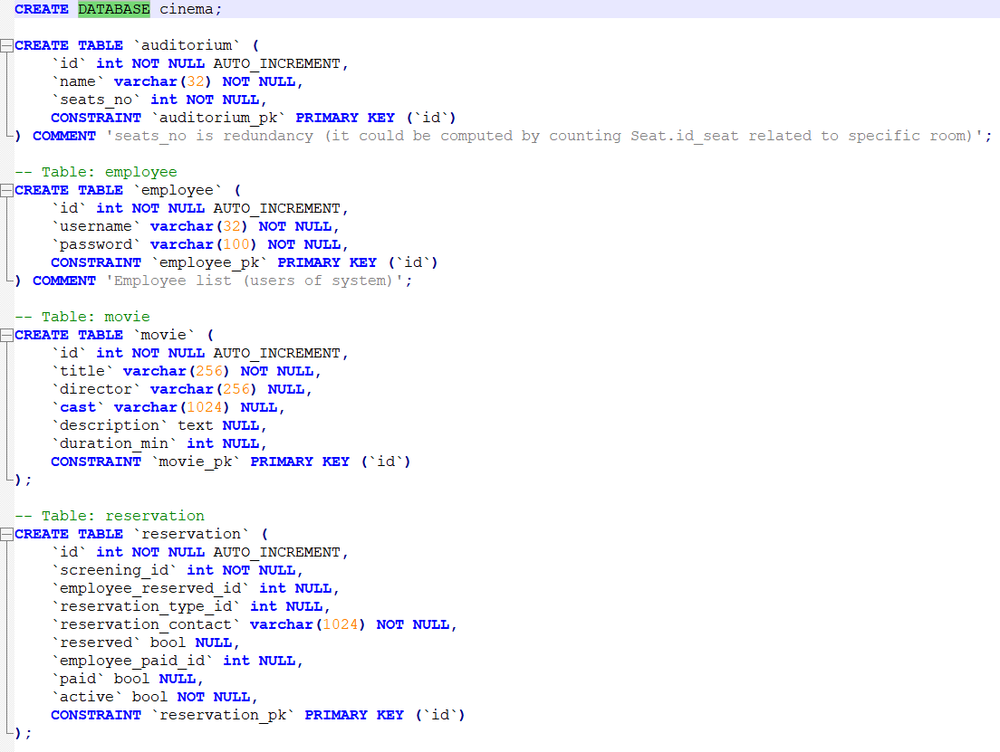 CREATE DATABASE cinema;
CREATE TABLE `auditorium` (
`id` int NOT NULL AUTO_INCREMENT,
`name` varchar(32) NOT NULL,
`seats_no` int NOT NULL,
CONSTRAINT `auditorium_pk` PRIMARY KEY (`id`)
) COMMENT 'seats_no is redundancy (it could be computed by counting Seat.id_seat related to specific room)';
-- Table: employee
CREATE TABLE `employee` (
`id` int NOT NULL AUTO_INCREMENT,
`username` varchar(32) NOT NULL,
`password` varchar(100) NOT NULL,
CONSTRAINT `employee_pk` PRIMARY KEY (`id`)
) COMMENT 'Employee list (users of system)';
-- Table: movie
CREATE TABLE `movie` (
`id` int NOT NULL AUTO_INCREMENT,
`title` varchar(256) NOT NULL,
`director` varchar(256) NULL,
`cast` varchar(1024) NULL,
`description` text NULL,
`duration_min` int NULL,
CONSTRAINT `movie_pk` PRIMARY KEY (`id`)
);
-- Table: reservation
CREATE TABLE `reservation` (
`id` int NOT NULL AUTO_INCREMENT,
`screening_id` int NOT NULL,
`employee_reserved_id` int NULL,
`reservation_type_id` int NULL,
`reservation_contact` varchar(1024) NOT NULL,
`reserved` bool NULL,
`employee_paid_id` int NULL,
`paid` bool NULL,
`active` bool NOT NULL,
CONSTRAINT `reservation_pk` PRIMARY KEY (`id`)
);